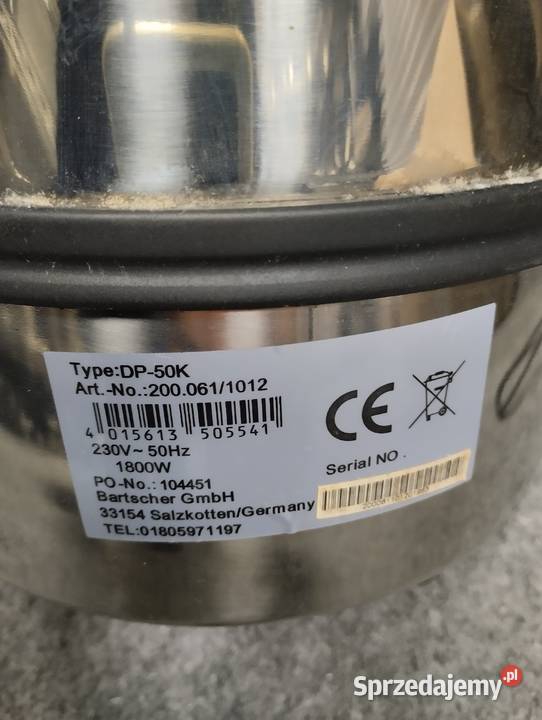 Type:DP-50K
Art.-No.:200.061/1012
4 015613 505541
230V~ 50Hz
1800W
PO-No.: 104451
Bartscher GmbH
33154 Salzkotten/Germany
TEL:01805971197
CE
Serial NO .
Sprzedajemy.pl